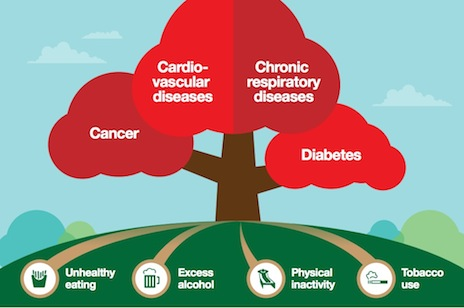 Cardio-
vascular
diseases
Chronic
respiratory
diseases
Cancer
Diabetes
Unhealthy
eating
Excess
alcohol
Physical
inactivity
Tobacco
use